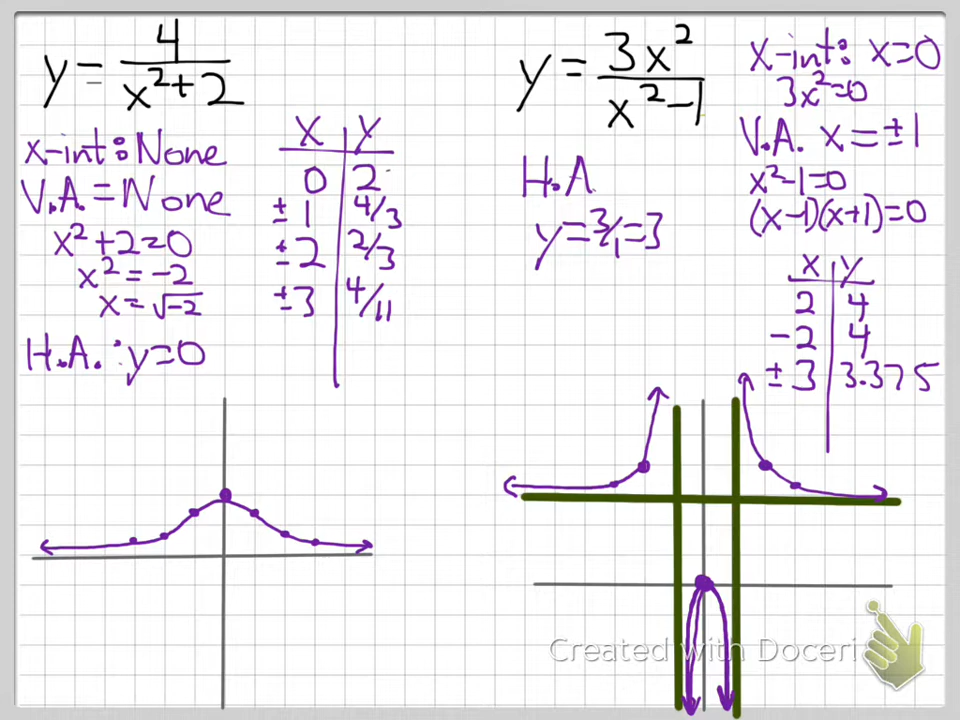 y = 4/(x²+2)
x-int: None
V.A. = None
x²+2=0
x² = -2
x = √-2
H.A. : y=0
X | Y
0 | 2
±1 | 4/3
±2 | 2/3
±3 | 4/11
y = 3x²/(x²-1)
H.A.
y = 3/1 = 3
X-int: x=0
3x²=0
V.A. x = ±1
x²-1=0
(x-1)(x+1)=0
X | Y
2 | 4
-2 | 4
±3 | 3.375
Created with Doceri